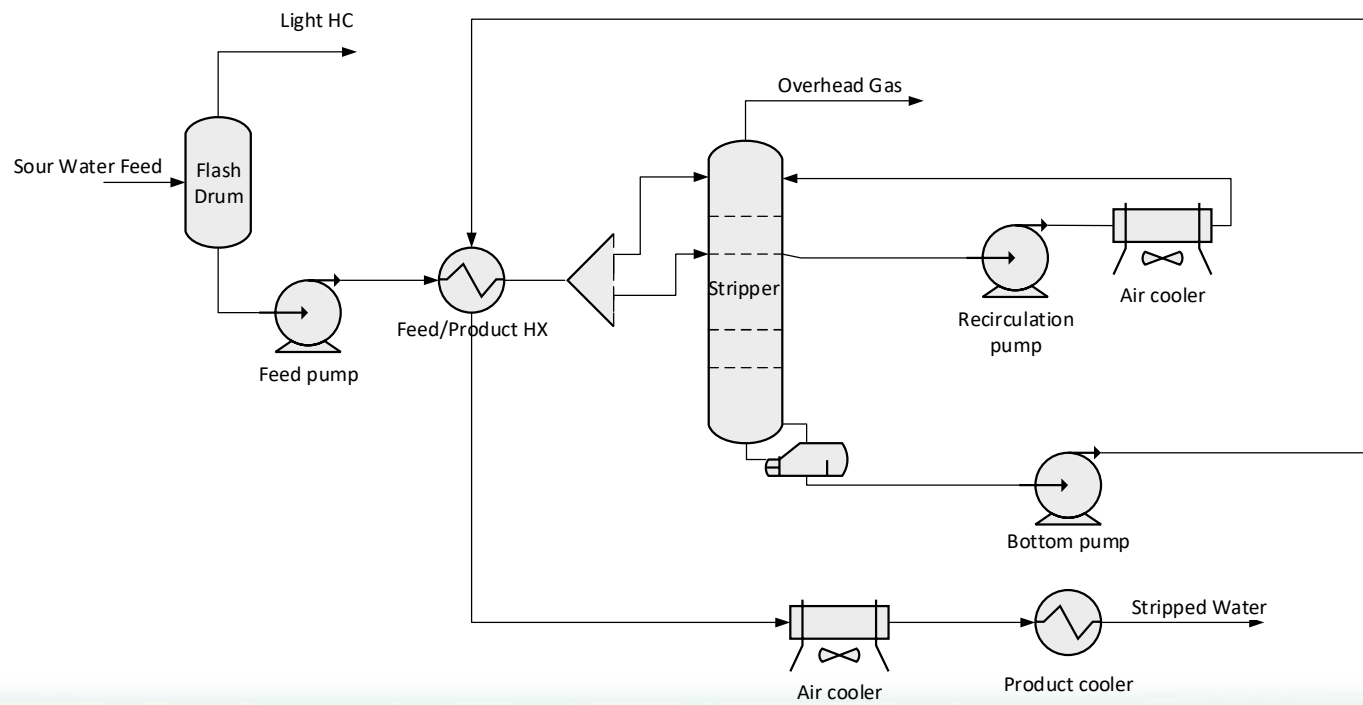 Light HC
Overhead Gas
Sour Water Feed
Flash
Drum
Stripper
Air cooler
Feed/Product HX
Recirculation
pump
Feed pump
Bottom pump
Stripped Water
Air cooler
Product cooler